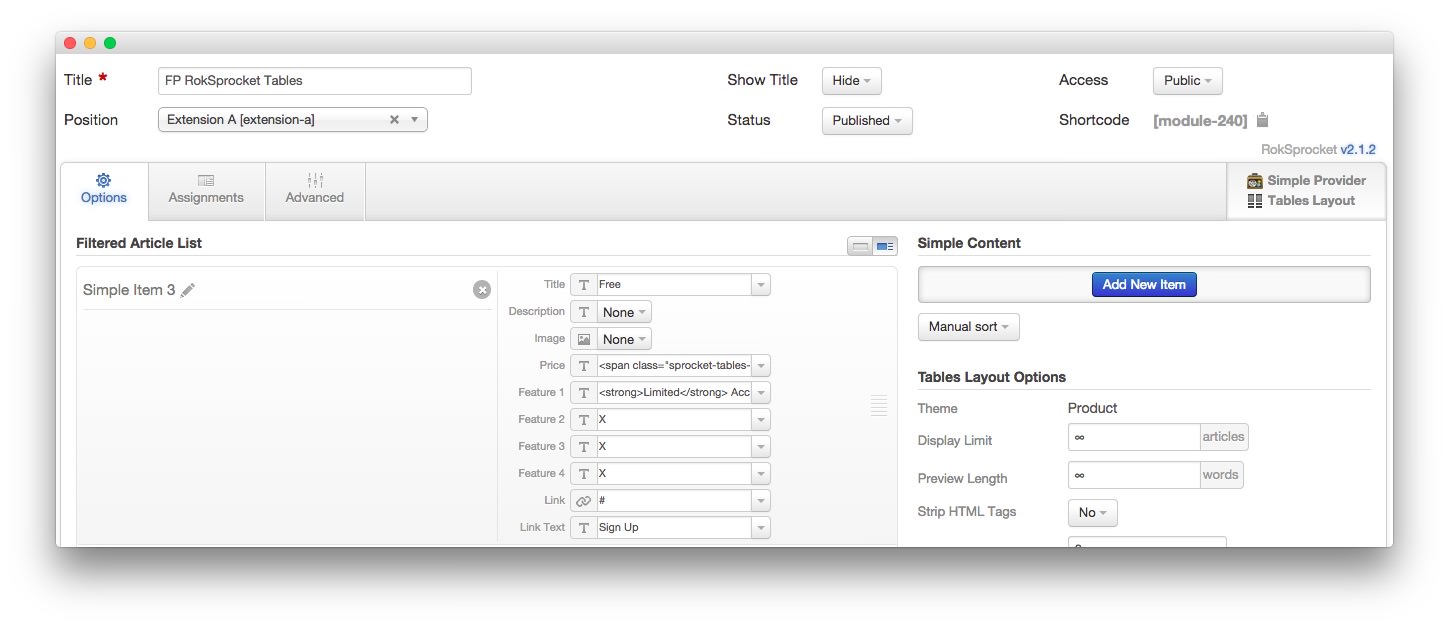 Title * FP RokSprocket Tables Show Title Hide Access Public
Position Extension A [extension-a] Status Published Shortcode [module-240]
RokSprocket v2.1.2
Options Assignments Advanced Simple Provider
Tables Layout
Filtered Article List
Simple Item 3
Title T Free
Description T None
Image None
Price T <span class="sprocket-tables-
Feature 1 T <strong>Limited</strong> Acc
Feature 2 T X
Feature 3 T X
Feature 4 T X
Link #
Link Text T Sign Up
Simple Content
Add New Item
Manual sort
Tables Layout Options
Theme Product
Display Limit ∞ articles
Preview Length ∞ words
Strip HTML Tags No